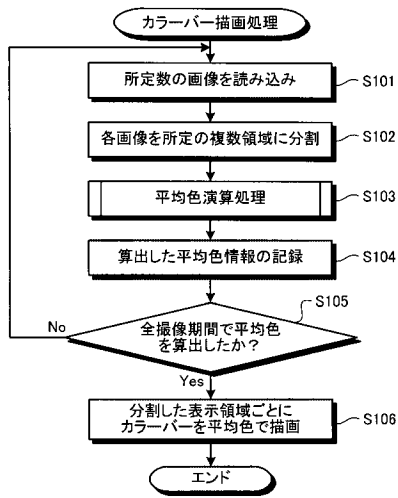 カラーバー描画処理
所定数の画像を読み込み
S101
各画像を所定の複数領域に分割
S102
平均色演算処理
S103
算出した平均色情報の記録
S104
S105
全撮像期間で平均色
を算出したか？
No
Yes
分割した表示領域ごとに
カラーバーを平均色で描画
S106
エンド